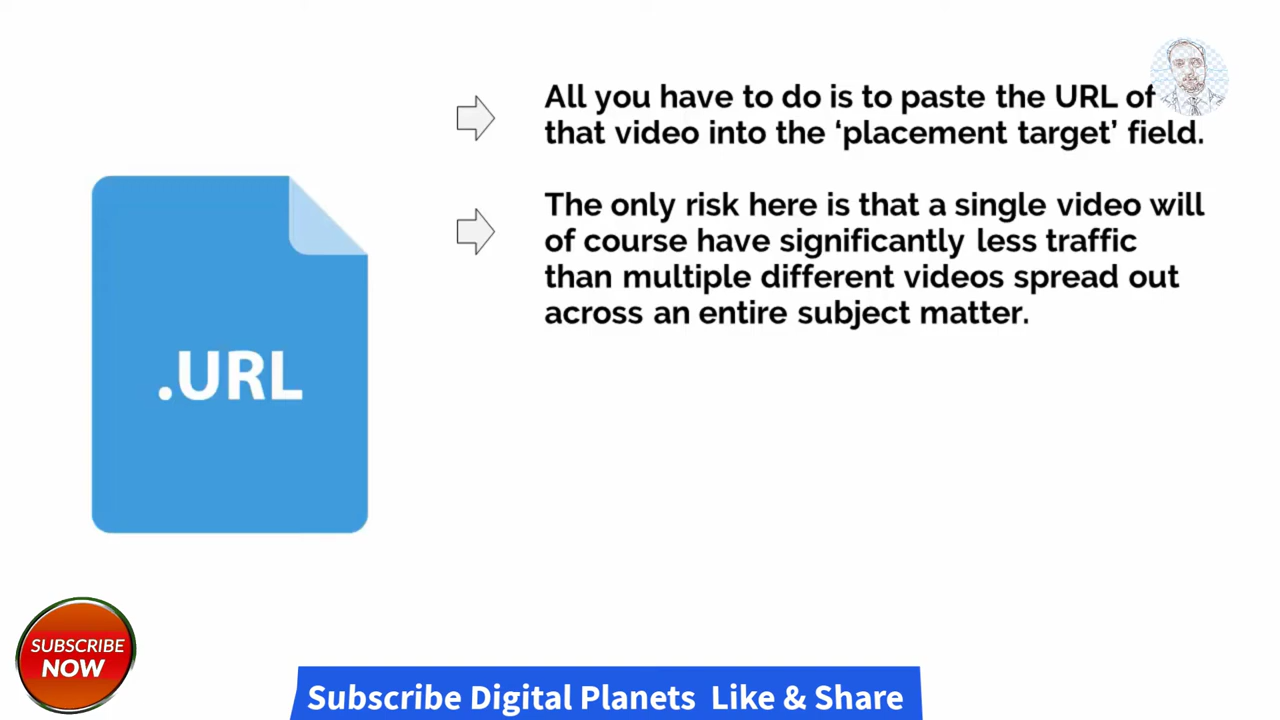 All you have to do is to paste the URL of
that video into the ‘placement target’ field.
The only risk here is that a single video will
of course have significantly less traffic
than multiple different videos spread out
across an entire subject matter.
.URL
SUBSCRIBE
NOW
Subscribe Digital Planets Like & Share